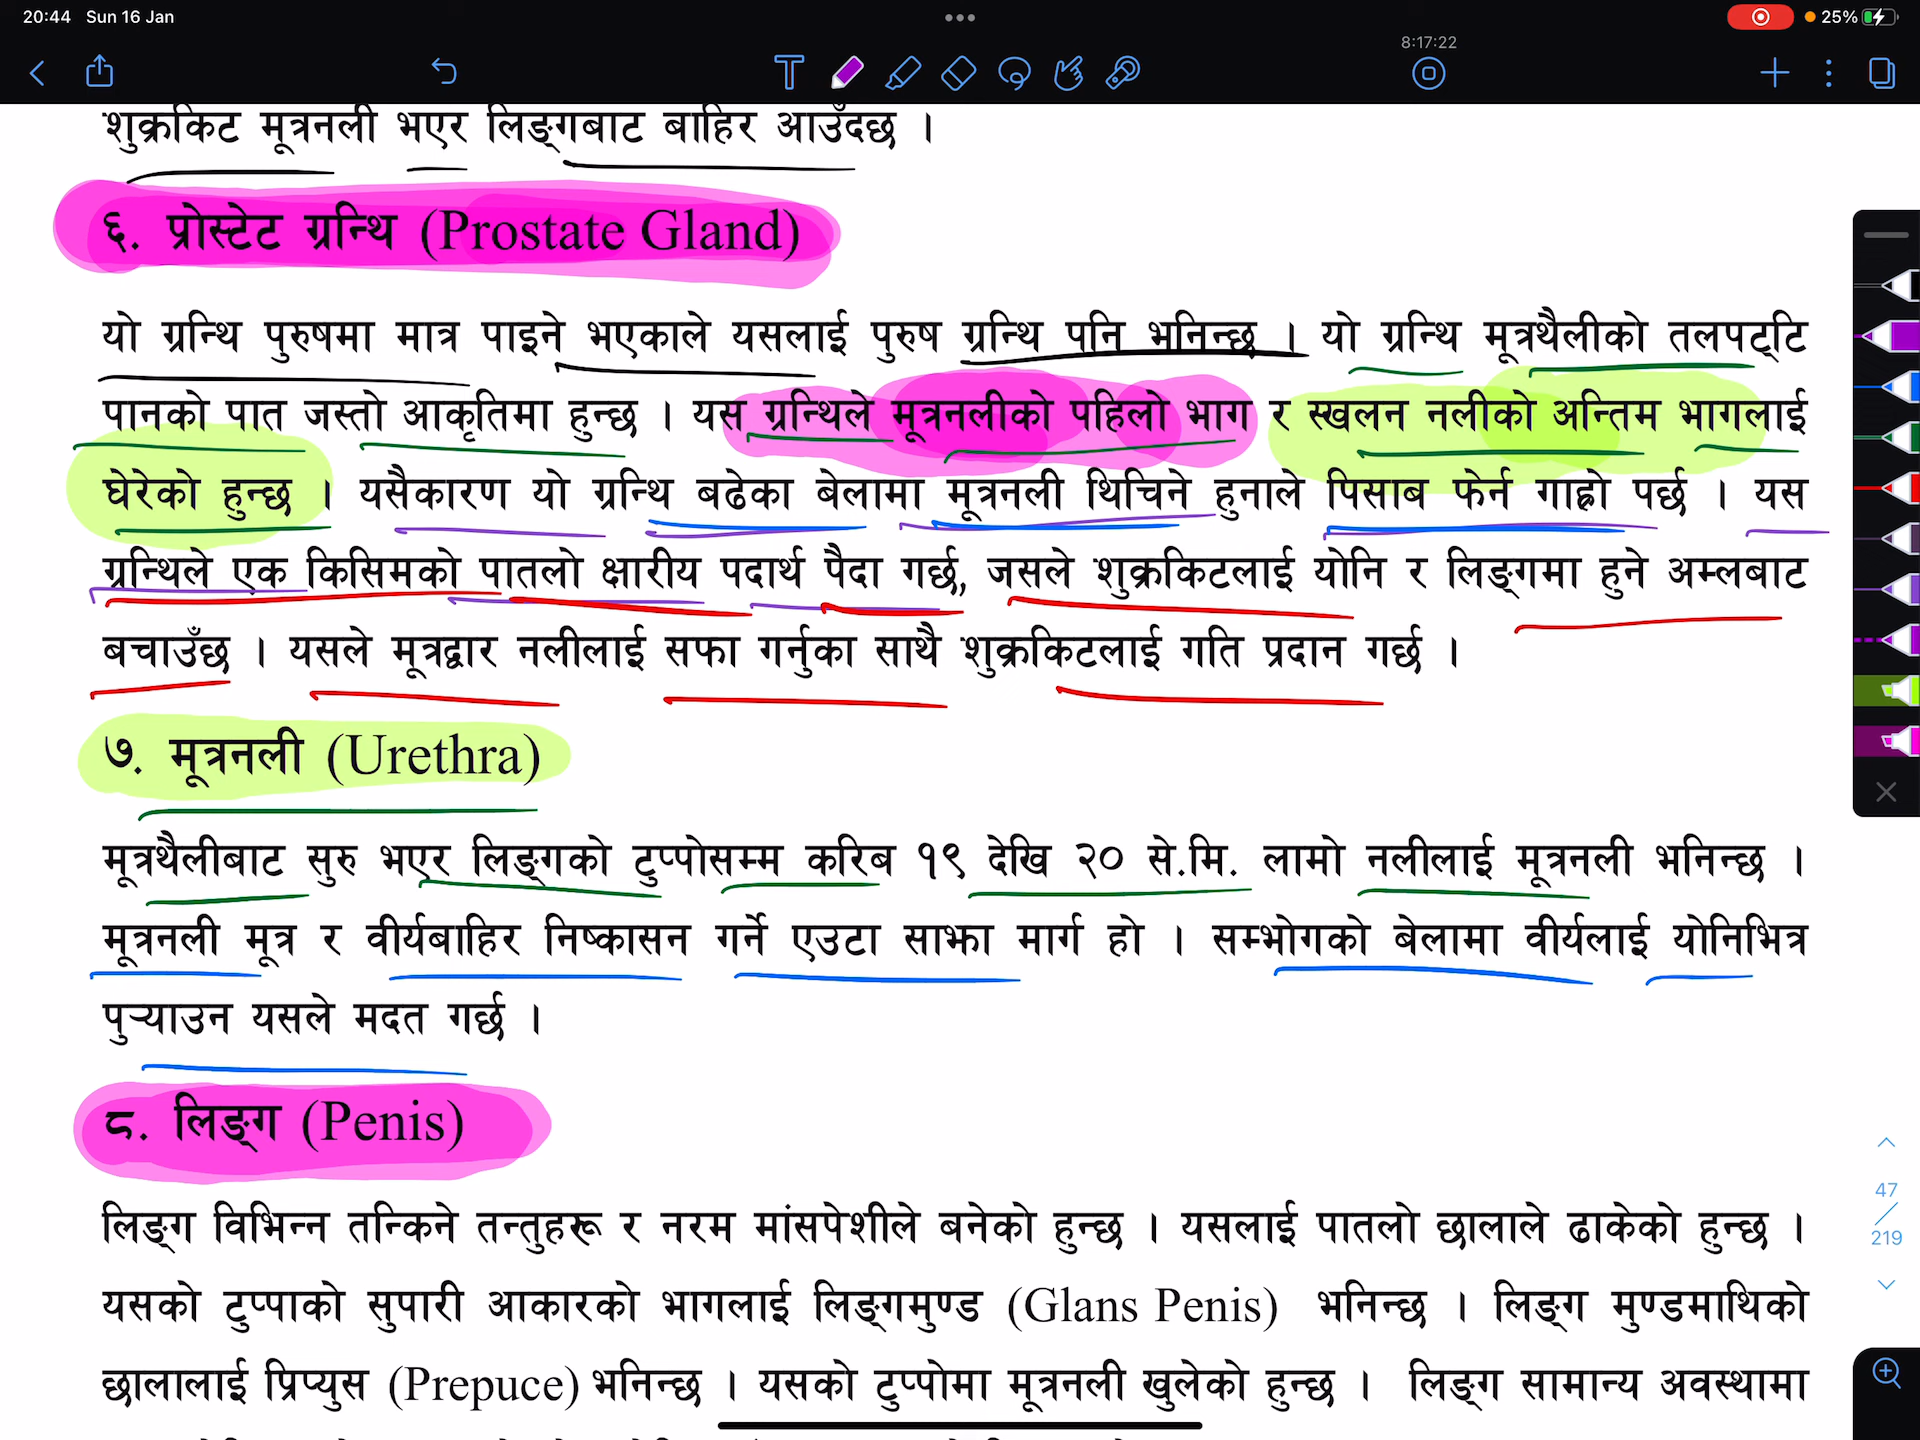 20:44 Sun 16 Jan
25%
8:17:22
शुक्रकिट मूत्रनली भएर लिङ्गबाट बाहिर आउँदछ ।
६. प्रोस्टेट ग्रन्थि (Prostate Gland)
यो ग्रन्थि पुरुषमा मात्र पाइने भएकाले यसलाई पुरुष ग्रन्थि पनि भनिन्छ । यो ग्रन्थि मूत्रथैलीको तलपट्टि
पानको पात जस्तो आकृतिमा हुन्छ । यस ग्रन्थिले मूत्रनलीको पहिलो भाग र स्खलन नलीको अन्तिम भागलाई
घेरेको हुन्छ । यसैकारण यो ग्रन्थि बढेका बेलामा मूत्रनली थिचिने हुनाले पिसाब फेर्न गाह्रो पर्छ । यस
ग्रन्थिले एक किसिमको पातलो क्षारीय पदार्थ पैदा गर्छ, जसले शुक्रकिटलाई योनि र लिङ्गमा हुने अम्लबाट
बचाउँछ । यसले मूत्रद्वार नलीलाई सफा गर्नुका साथै शुक्रकिटलाई गति प्रदान गर्छ ।
७. मूत्रनली (Urethra)
मूत्रथैलीबाट सुरु भएर लिङ्गको टुप्पोसम्म करिब १९ देखि २० से.मि. लामो नलीलाई मूत्रनली भनिन्छ ।
मूत्रनली मूत्र र वीर्यबाहिर निष्कासन गर्ने एउटा साझा मार्ग हो । सम्भोगको बेलामा वीर्यलाई योनिभित्र
पुऱ्याउन यसले मदत गर्छ ।
८. लिङ्ग (Penis)
47
219
लिङ्ग विभिन्न तन्किने तन्तुहरू र नरम मांसपेशीले बनेको हुन्छ । यसलाई पातलो छालाले ढाकेको हुन्छ ।
यसको टुप्पाको सुपारी आकारको भागलाई लिङ्गमुण्ड (Glans Penis) भनिन्छ । लिङ्ग मुण्डमाथिको
छालालाई प्रिप्युस (Prepuce) भनिन्छ । यसको टुप्पोमा मूत्रनली खुलेको हुन्छ । लिङ्ग सामान्य अवस्थामा